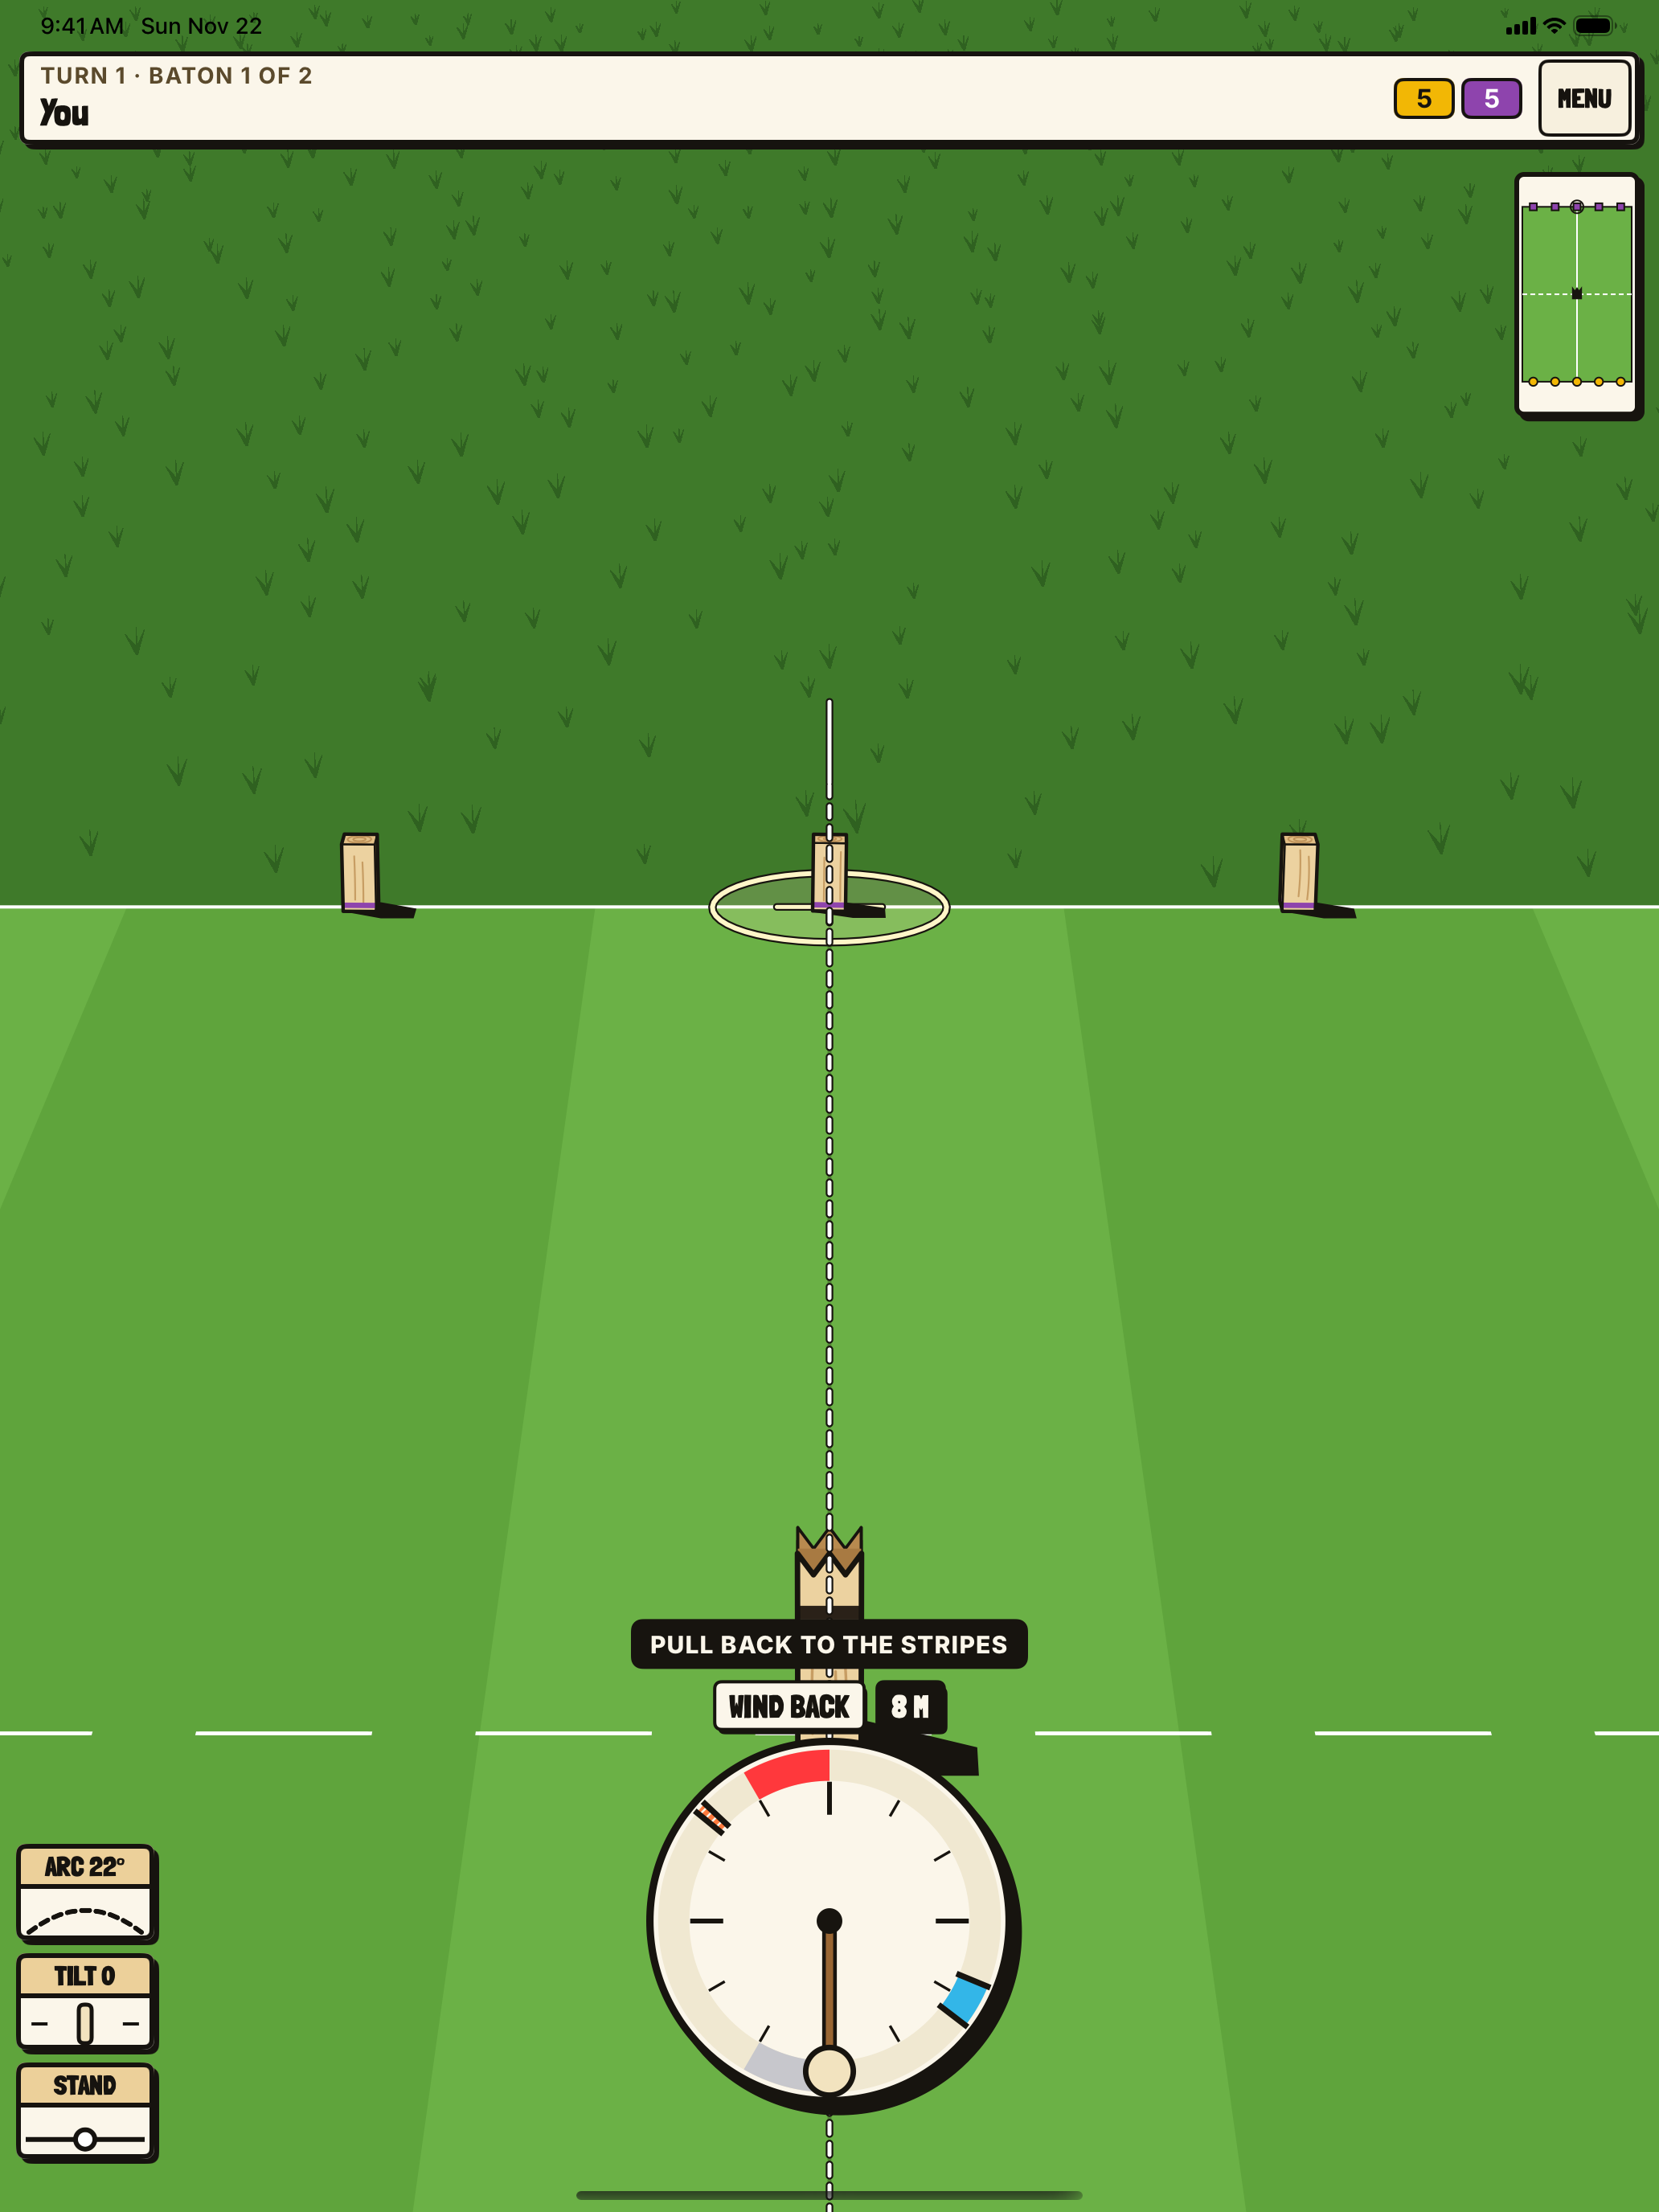 9:41 AM Sun Nov 22
TURN 1 · BATON 1 OF 2
You
5 5 MENU
PULL BACK TO THE STRIPES
WIND BACK 8 M
ARC 22°
TILT 0
STAND